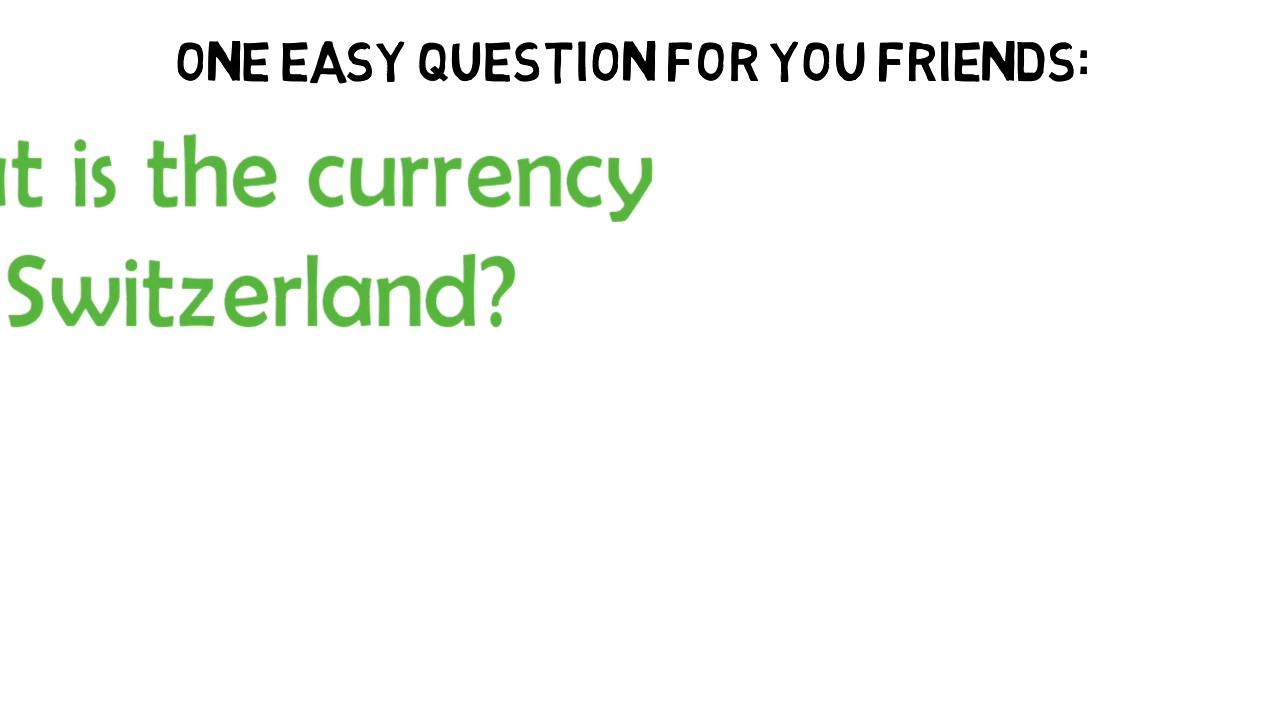 ONE EASY QUESTION FOR YOU FRIENDS:
is the currency
Switzerland?